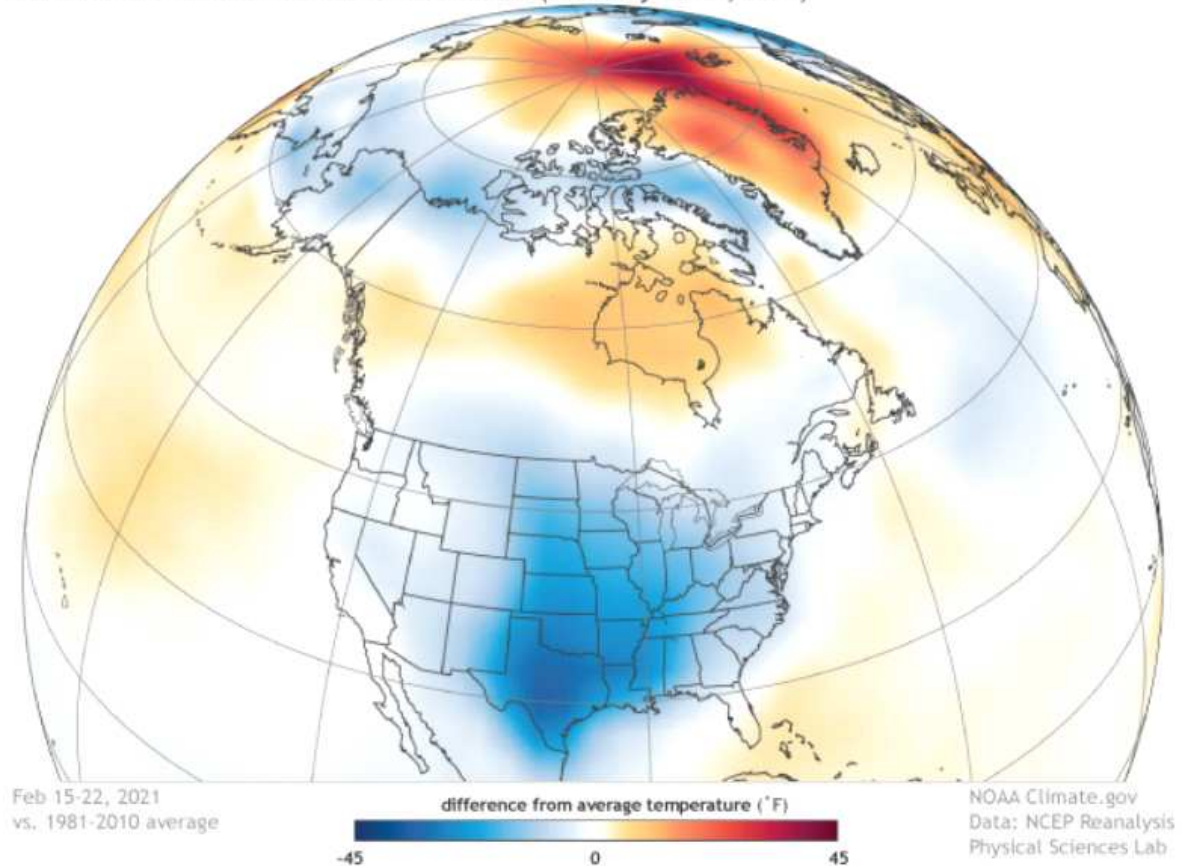 Feb 15-22, 2021
vs. 1981-2010 average
difference from average temperature (°F)
-45
0
45
NOAA Climate.gov
Data: NCEP Reanalysis
Physical Sciences Lab